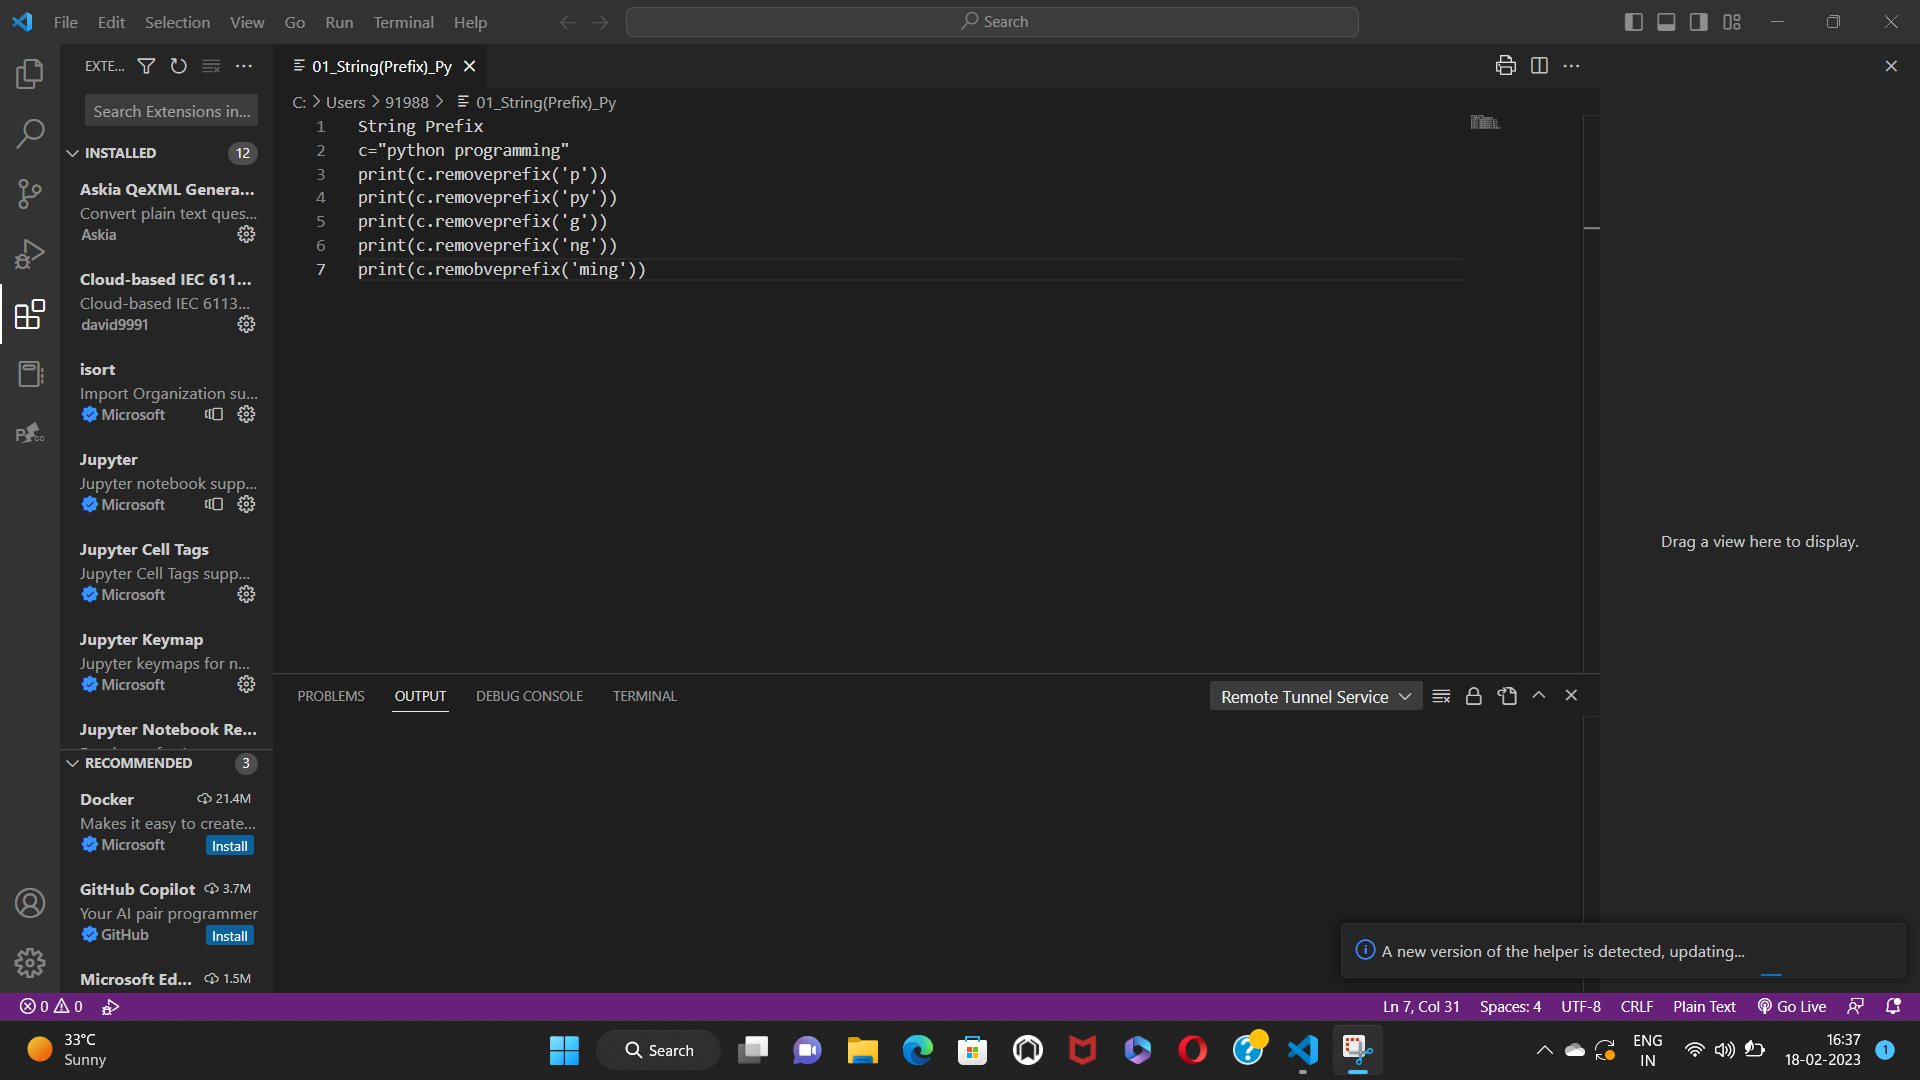 File Edit Selection View Go Run Terminal Help
Search
EXTE...
01_String(Prefix)_Py
Search Extensions in...
C: > Users > 91988 > 01_String(Prefix)_Py
1 String Prefix
2 c="python programming"
3 print(c.removeprefix('p'))
4 print(c.removeprefix('py'))
5 print(c.removeprefix('g'))
6 print(c.removeprefix('ng'))
7 print(c.remobveprefix('ming'))
INSTALLED 12
Askia QeXML Genera...
Convert plain text ques...
Askia
Cloud-based IEC 611...
Cloud-based IEC 6113...
david9991
isort
Import Organization su...
Microsoft
Jupyter
Jupyter notebook supp...
Microsoft
Jupyter Cell Tags
Jupyter Cell Tags supp...
Microsoft
Jupyter Keymap
Jupyter keymaps for n...
Microsoft
Jupyter Notebook Re...
RECOMMENDED 3
Docker 21.4M
Makes it easy to create...
Microsoft Install
GitHub Copilot 3.7M
Your AI pair programmer
GitHub Install
Microsoft Ed... 1.5M
Drag a view here to display.
PROBLEMS OUTPUT DEBUG CONSOLE TERMINAL
Remote Tunnel Service
A new version of the helper is detected, updating...
0 0
Ln 7, Col 31 Spaces: 4 UTF-8 CRLF Plain Text Go Live
33°C
Sunny
Search
ENG
IN
16:37
18-02-2023
1